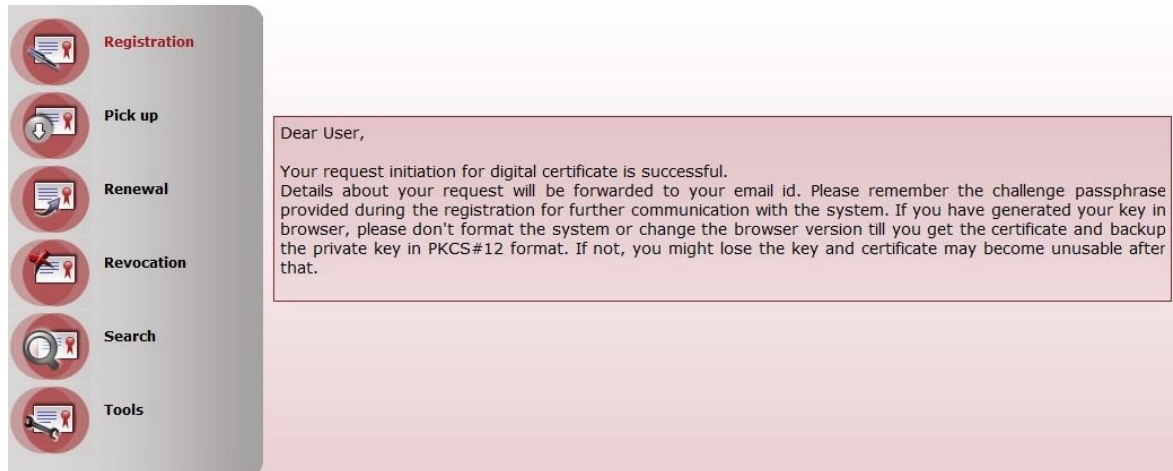 Registration
Pick up
Renewal
Revocation
Search
Tools
Dear User,
Your request initiation for digital certificate is successful.
Details about your request will be forwarded to your email id. Please remember the challenge passphrase
provided during the registration for further communication with the system. If you have generated your key in
browser, please don't format the system or change the browser version till you get the certificate and backup
the private key in PKCS#12 format. If not, you might lose the key and certificate may become unusable after
that.